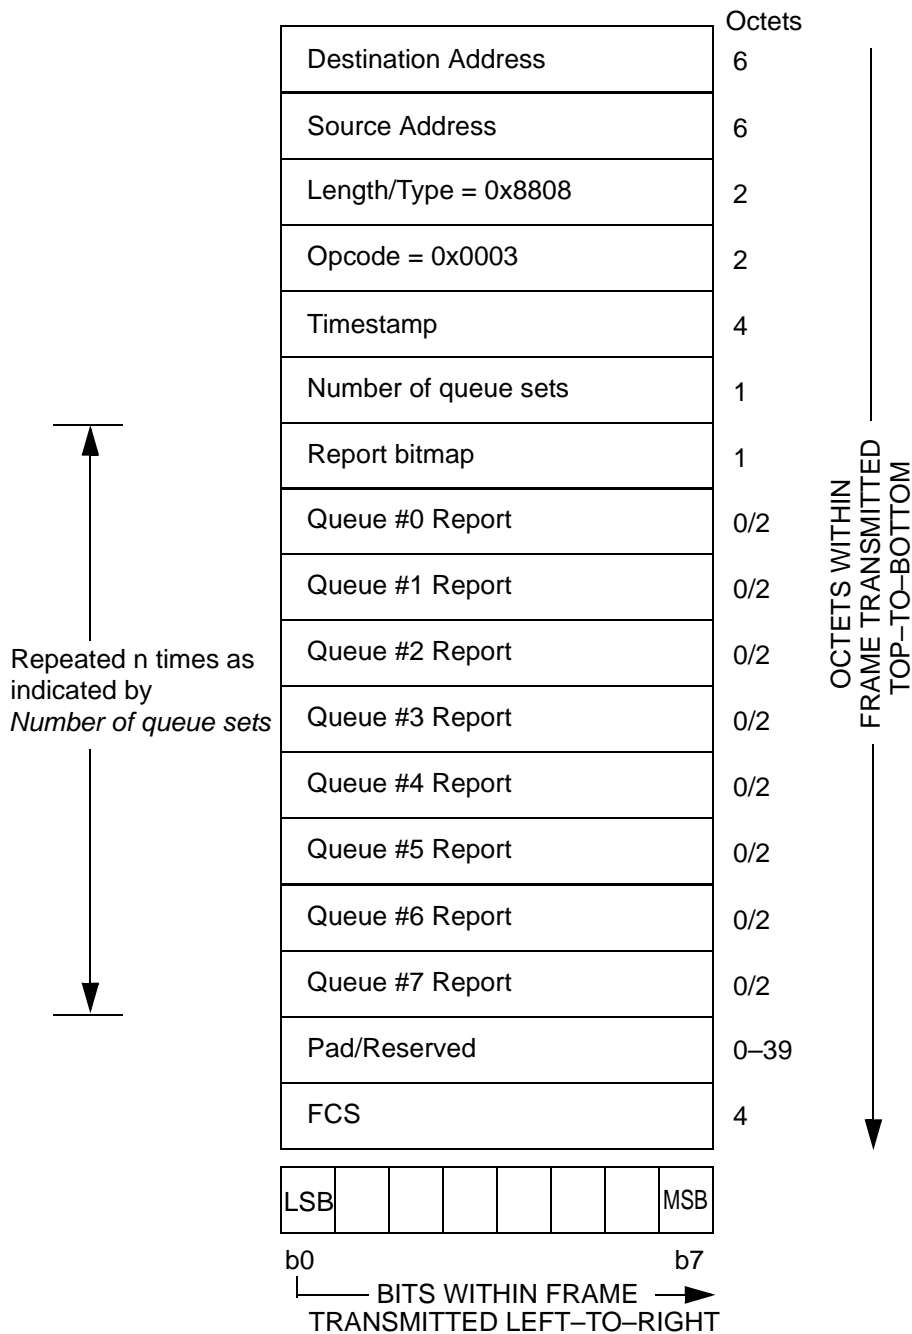 Octets
Destination Address 6
Source Address 6
Length/Type = 0x8808 2
Opcode = 0x0003 2
Timestamp 4
Number of queue sets 1
Report bitmap 1
Queue #0 Report 0/2
Queue #1 Report 0/2
Queue #2 Report 0/2
Queue #3 Report 0/2
Queue #4 Report 0/2
Queue #5 Report 0/2
Queue #6 Report 0/2
Queue #7 Report 0/2
Pad/Reserved 0–39
FCS 4
Repeated n times as
indicated by
Number of queue sets
OCTETS WITHIN
FRAME TRANSMITTED
TOP–TO–BOTTOM
LSB MSB
b0 b7
BITS WITHIN FRAME
TRANSMITTED LEFT–TO–RIGHT